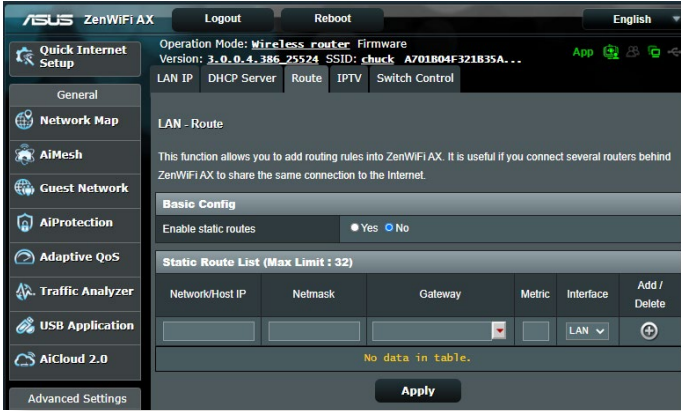 ASUS ZenWiFi AX Logout Reboot English
Quick Internet Setup
Operation Mode: Wireless router Firmware
Version: 3.0.0.4.386_25524 SSID: chuck A701B04F321B35A...
App
LAN IP DHCP Server Route IPTV Switch Control
General
Network Map
AiMesh
Guest Network
AiProtection
Adaptive QoS
Traffic Analyzer
USB Application
AiCloud 2.0
Advanced Settings
LAN - Route
This function allows you to add routing rules into ZenWiFi AX. It is useful if you connect several routers behind
ZenWiFi AX to share the same connection to the Internet.
Basic Config
Enable static routes Yes No
Static Route List (Max Limit : 32)
Network/Host IP Netmask Gateway Metric Interface Add / Delete
LAN
No data in table.
Apply